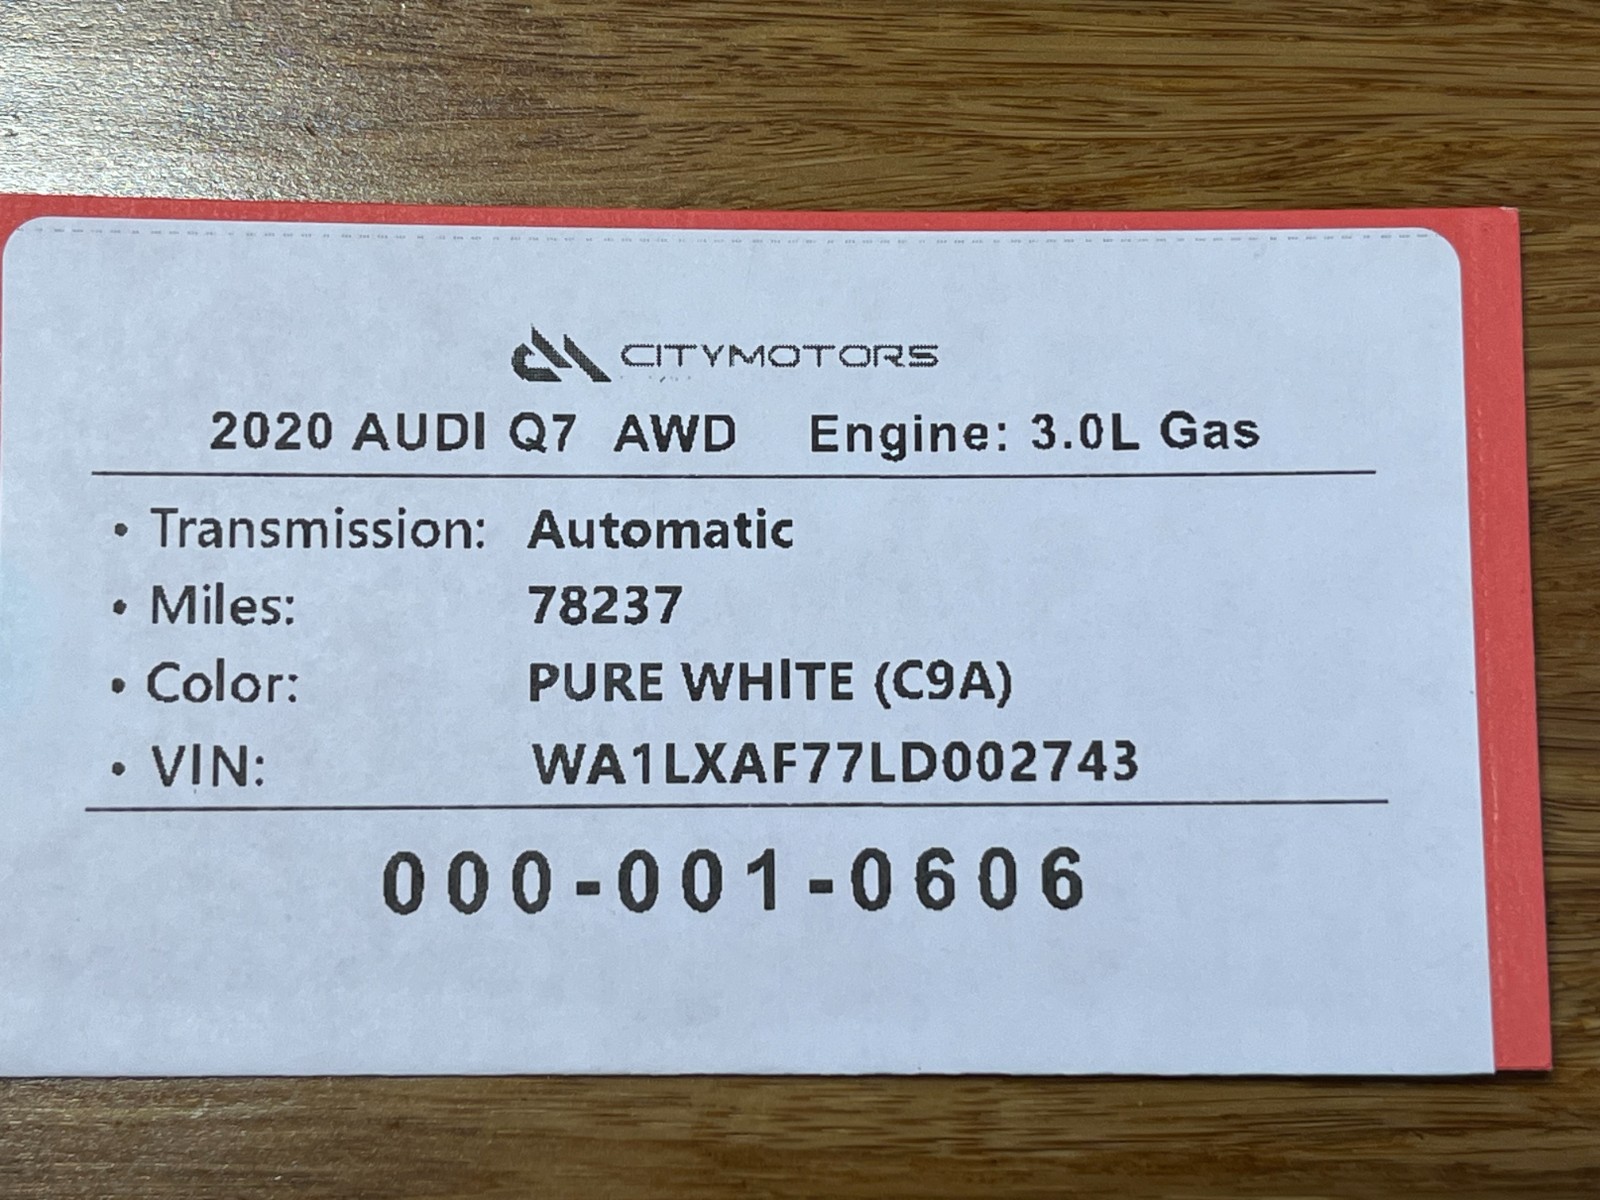 CITYMOTORS
2020 AUDI Q7 AWD Engine: 3.0L Gas
• Transmission: Automatic
• Miles: 78237
• Color: PURE WHITE (C9A)
• VIN: WA1LXAF77LD002743
000-001-0606